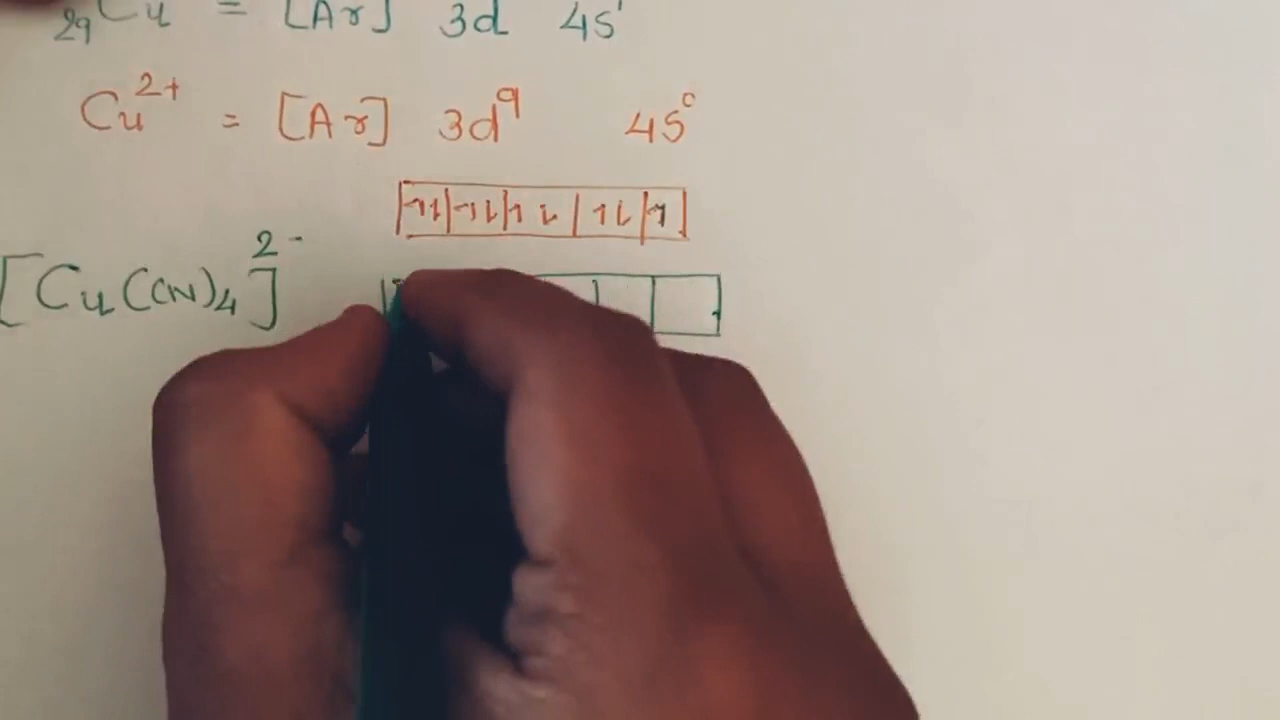 ₂₉Cu = [Ar] 3d 4s¹
Cu²⁺ = [Ar] 3d⁹ 4s⁰
[Cu(CN)₄]²⁻